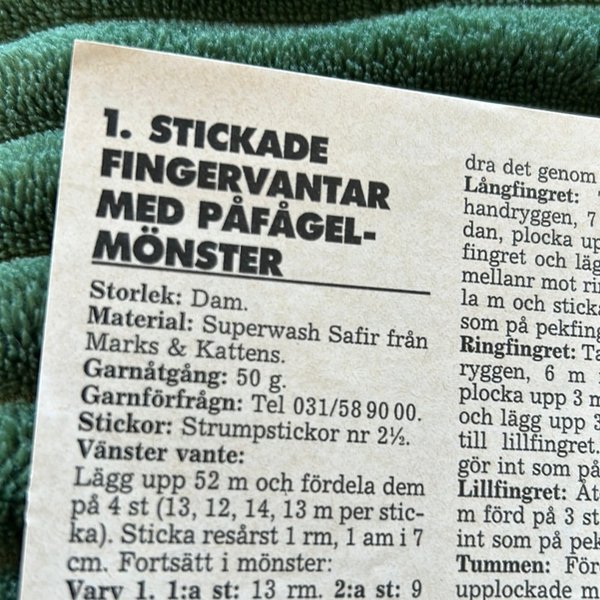 1. STICKADE
FINGERVANTAR
MED PÅFÅGEL-
MÖNSTER
Storlek: Dam.
Material: Superwash Safir från
Marks & Kattens.
Garnåtgång: 50 g.
Garnförfrågn: Tel 031/58 90 00.
Stickor: Strumpstickor nr 2½.
Vänster vante:
Lägg upp 52 m och fördela dem
på 4 st (13, 12, 14, 13 m per stic-
ka). Sticka resårst 1 rm, 1 am i 7
cm. Fortsätt i mönster:
Varv 1. 1:a st: 13 rm. 2:a st: 9
dra det genom
Långfingret:
handryggen, 7
dan, plocka up
fingret och läg
mellanr mot rin
la m och sticka
som på pekfing
Ringfingret: Ta
ryggen, 6 m
plocka upp 3 m
och lägg upp 3
till lillfingret.
gör int som på
Lillfingret: Åt
m förd på 3 st
int som på pek
Tummen: För
upplockade m